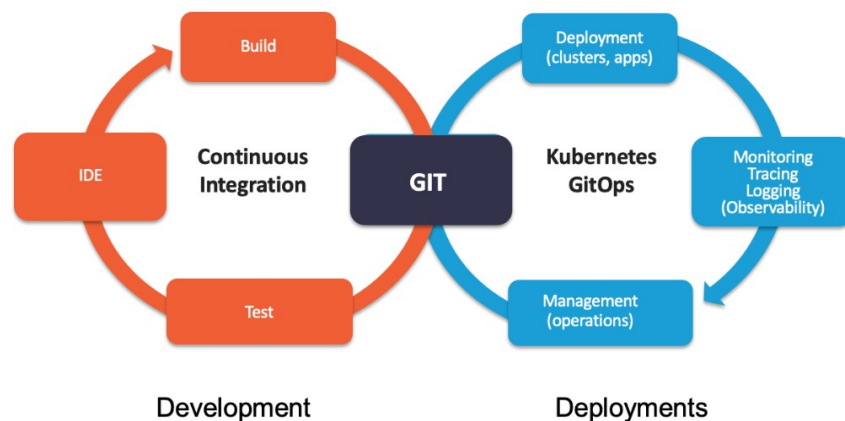 Build
IDE
Continuous
Integration
Test
GIT
Deployment
(clusters, apps)
Kubernetes
GitOps
Monitoring
Tracing
Logging
(Observability)
Management
(operations)
Development
Deployments